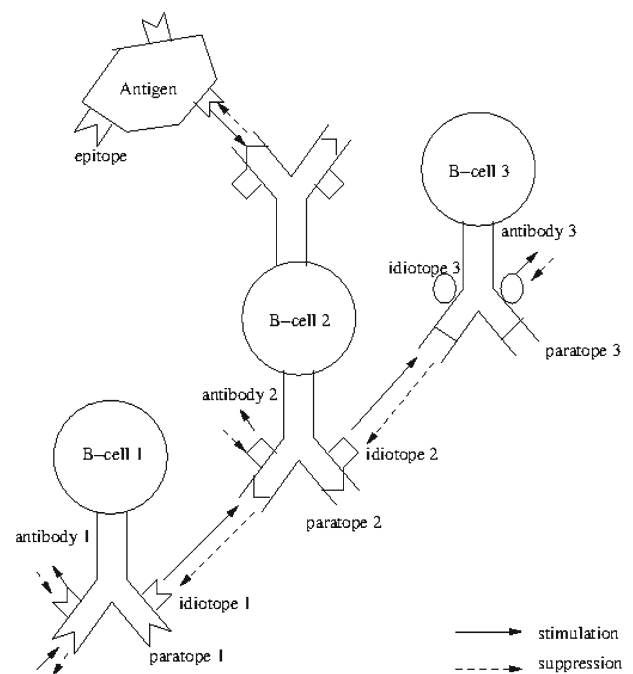 Antigen
epitope
B-cell 3
antibody 3
idiotope 3
paratope 3
B-cell 2
antibody 2
idiotope 2
paratope 2
B-cell 1
antibody 1
idiotope 1
paratope 1
stimulation
suppression